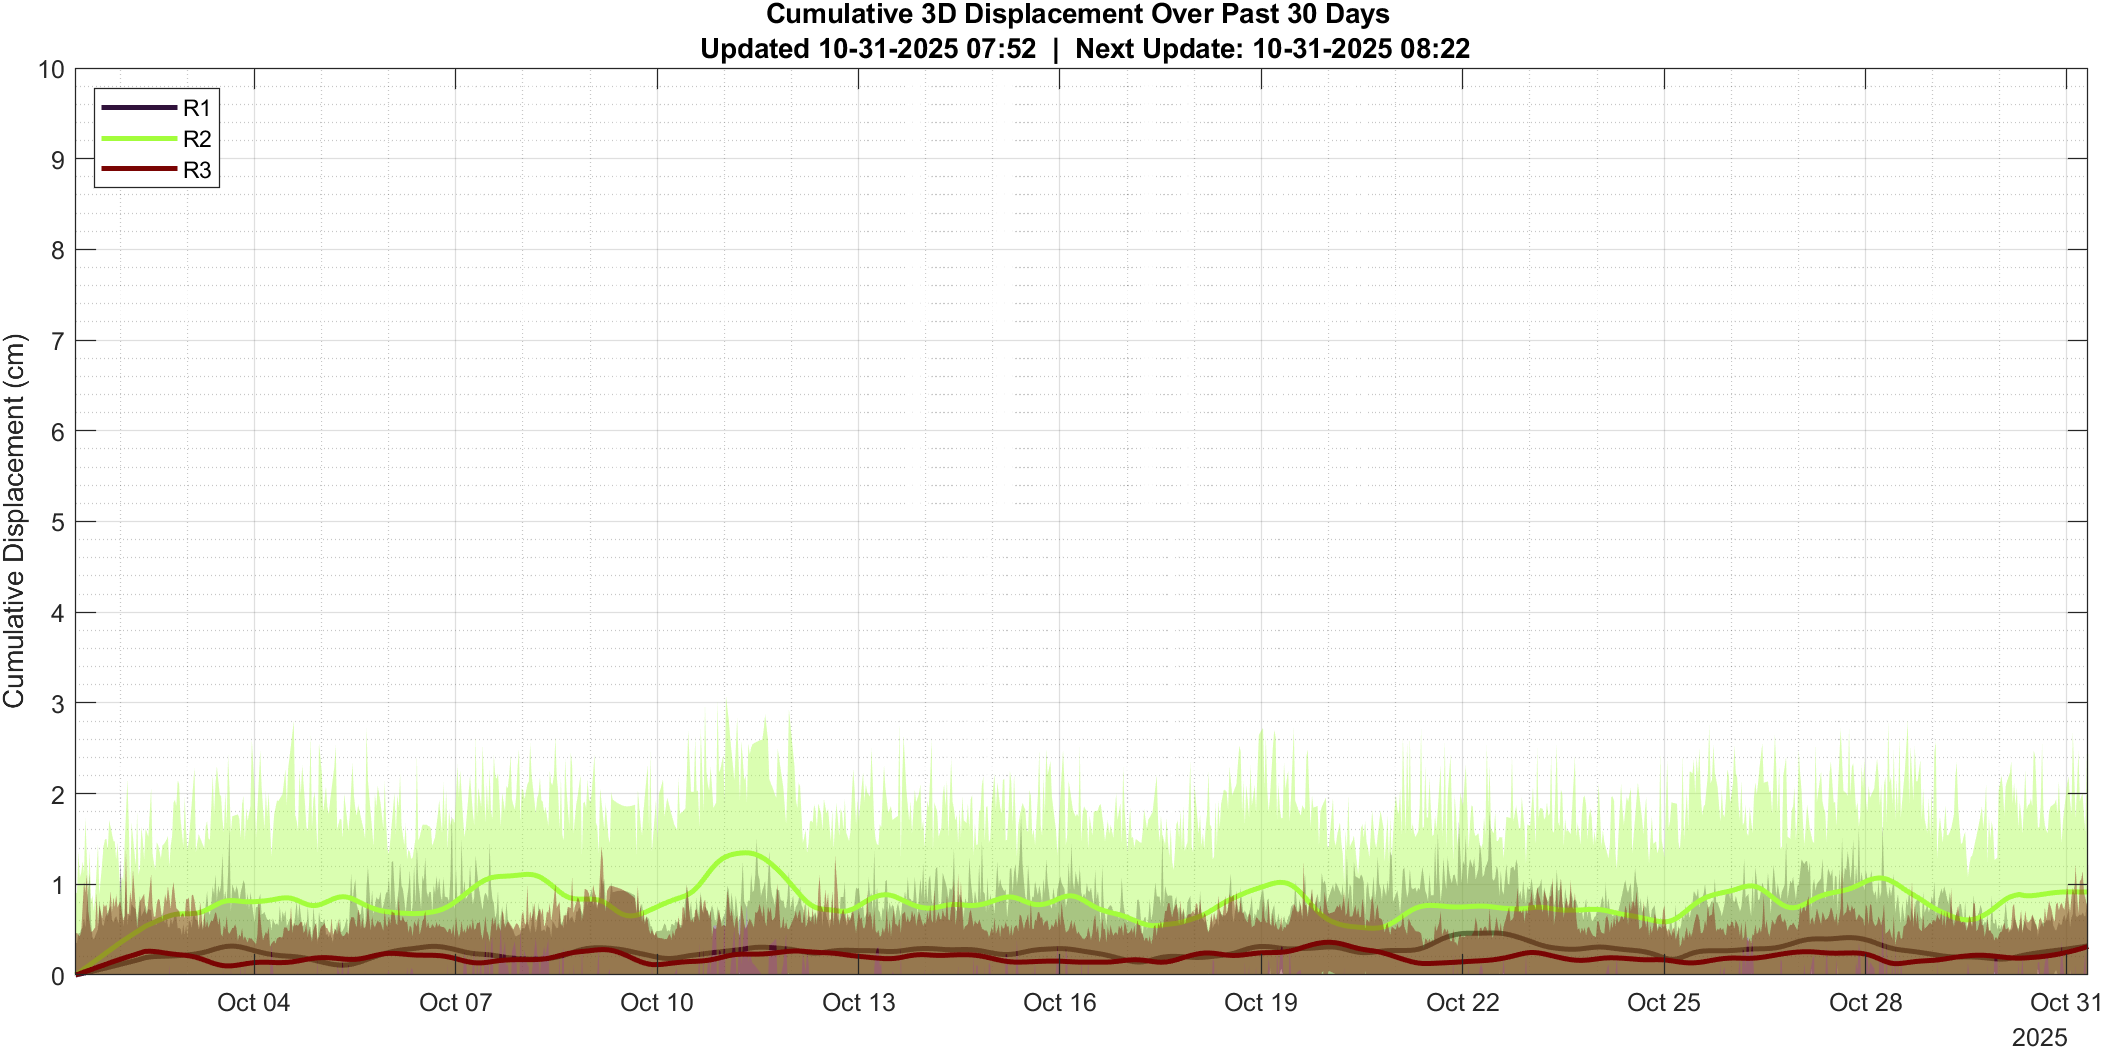 Cumulative 3D Displacement Over Past 30 Days
Updated 10-31-2025 07:52 | Next Update: 10-31-2025 08:22
R1
R2
R3
Cumulative Displacement (cm)
10
9
8
7
6
5
4
3
2
1
0
Oct 04 Oct 07 Oct 10 Oct 13 Oct 16 Oct 19 Oct 22 Oct 25 Oct 28 Oct 31
2025